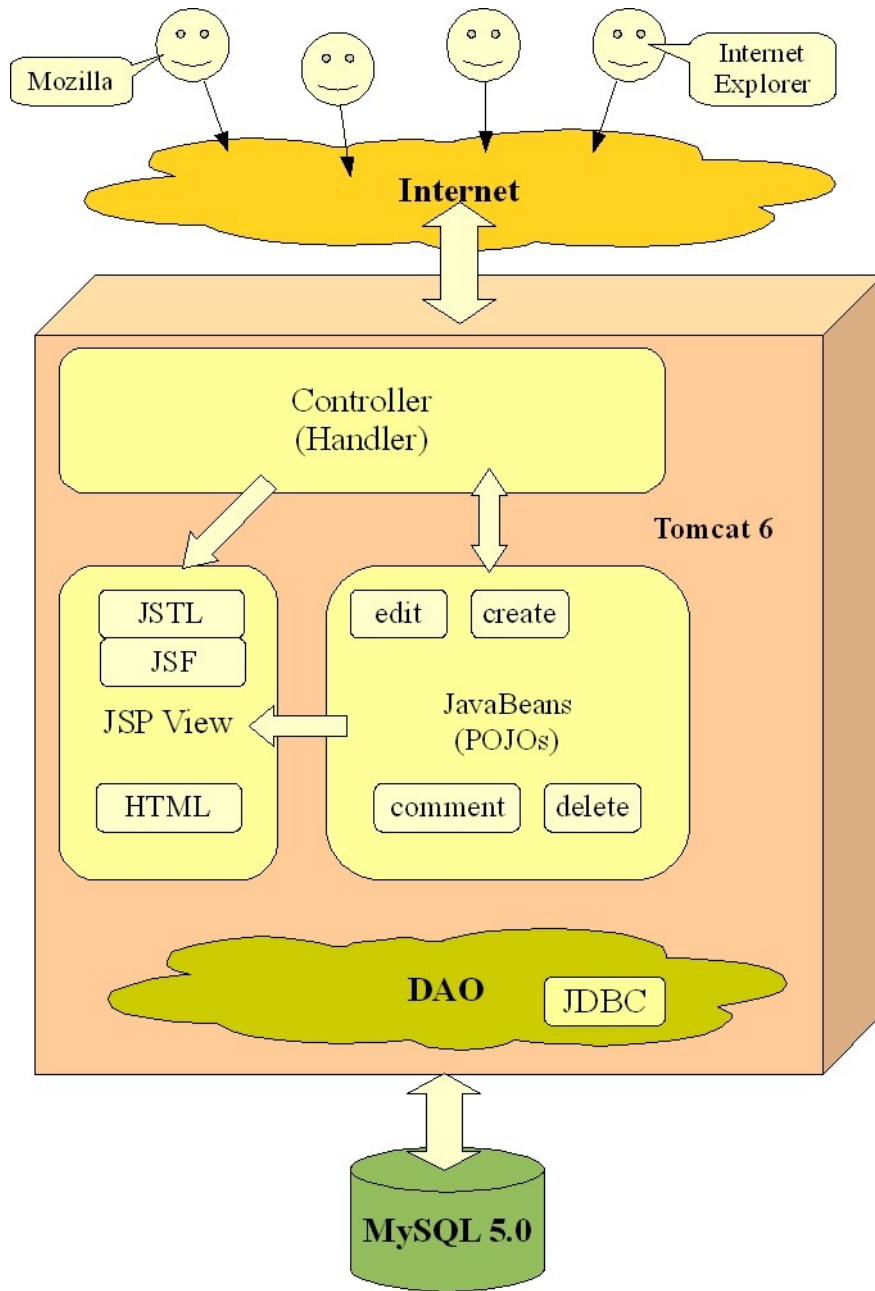 Mozilla
Internet
Explorer
Internet
Controller
(Handler)
Tomcat 6
JSTL
JSF
JSP View
HTML
edit
create
JavaBeans
(POJOs)
comment
delete
DAO
JDBC
MySQL 5.0